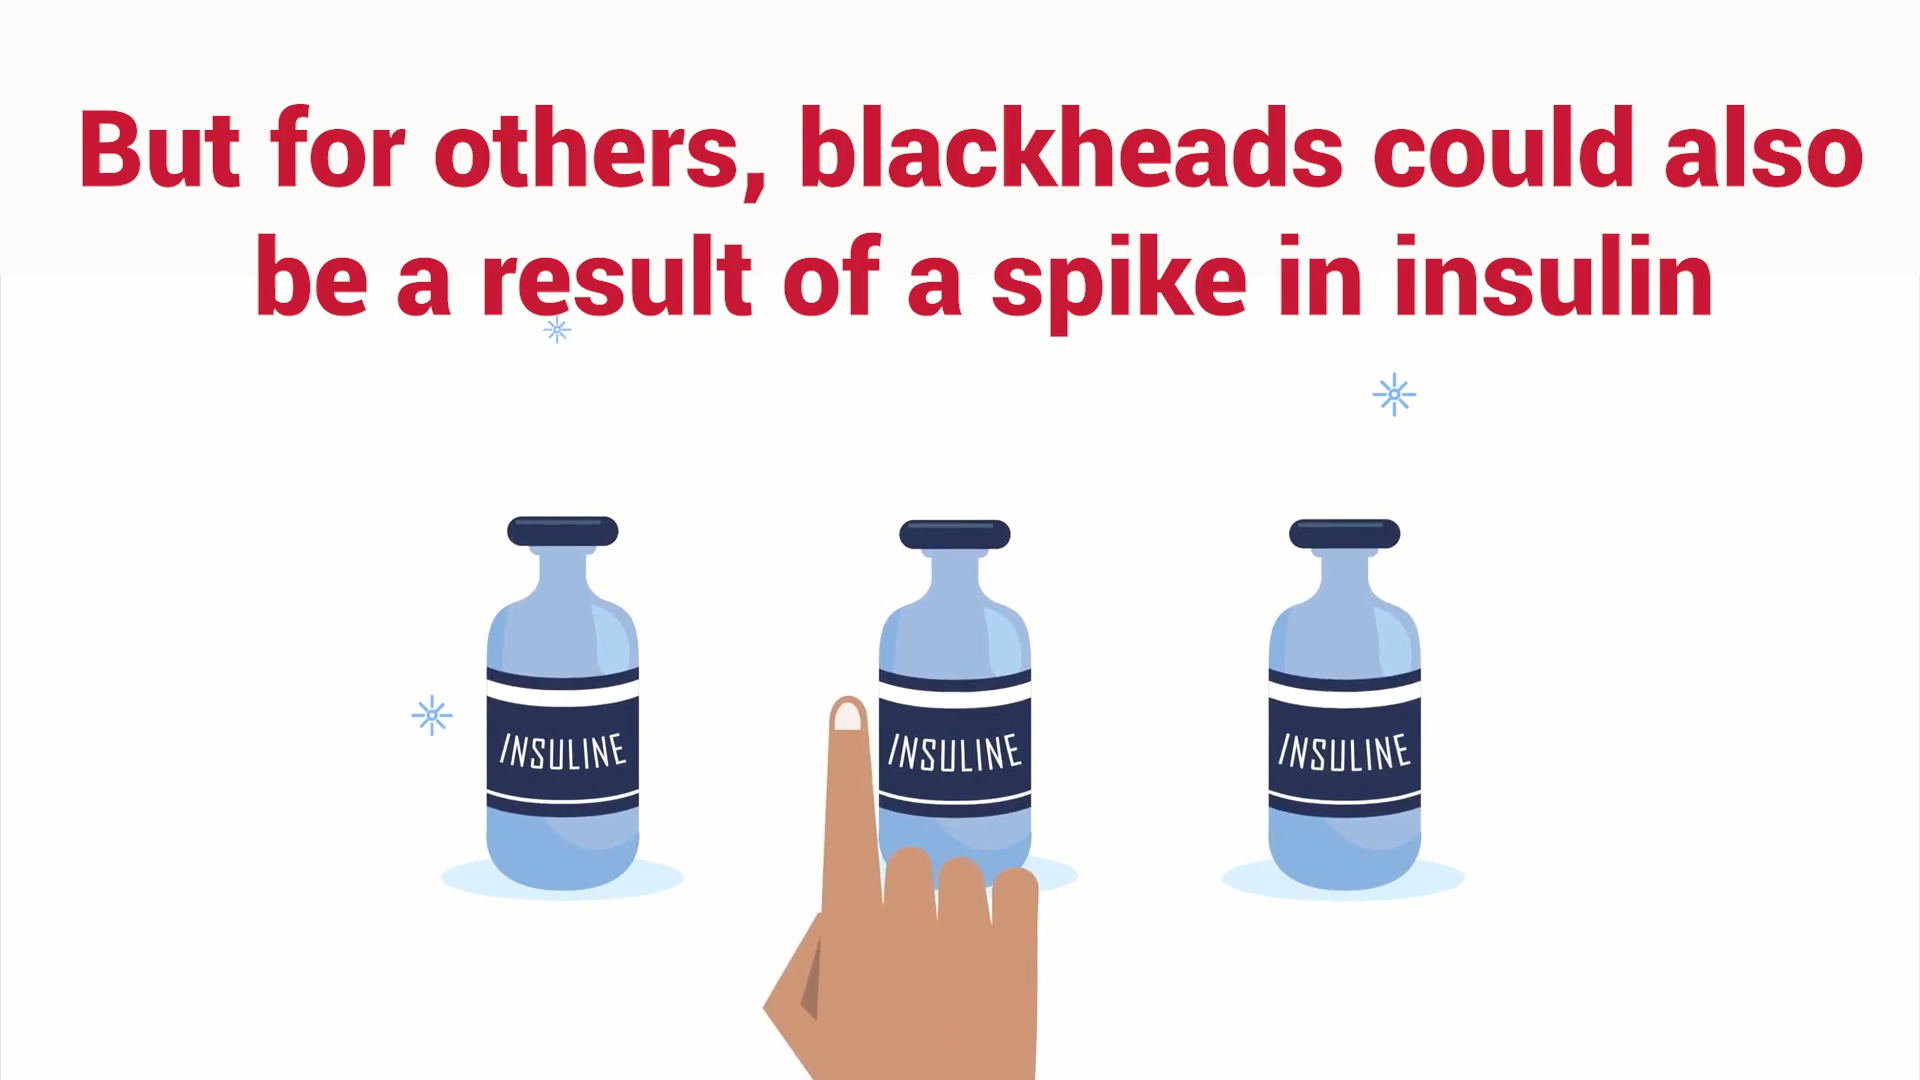 But for others, blackheads could also
be a result of a spike in insulin
INSULINE
INSULINE
INSULINE